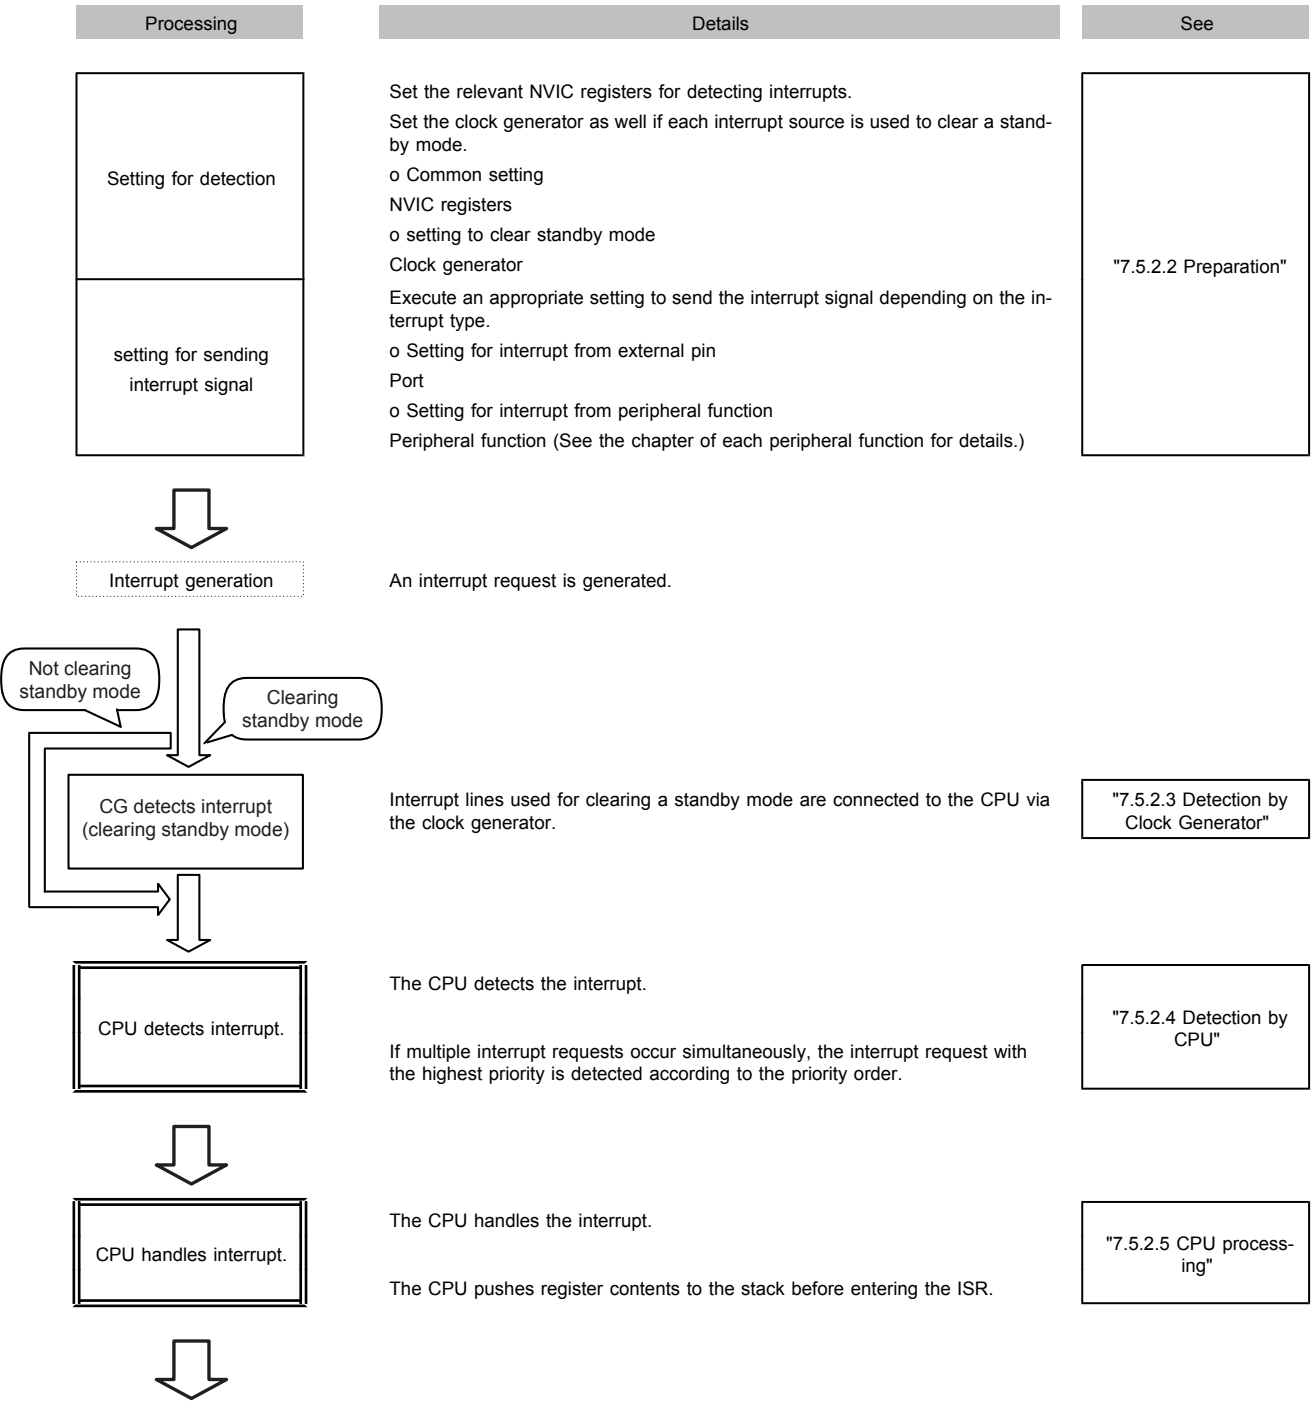 Processing
Details
See
Setting for detection
Set the relevant NVIC registers for detecting interrupts.
Set the clock generator as well if each interrupt source is used to clear a stand-
by mode.
o Common setting
NVIC registers
o setting to clear standby mode
Clock generator
"7.5.2.2 Preparation"
setting for sending
interrupt signal
Execute an appropriate setting to send the interrupt signal depending on the in-
terrupt type.
o Setting for interrupt from external pin
Port
o Setting for interrupt from peripheral function
Peripheral function (See the chapter of each peripheral function for details.)
Interrupt generation
An interrupt request is generated.
Not clearing
standby mode
Clearing
standby mode
CG detects interrupt
(clearing standby mode)
Interrupt lines used for clearing a standby mode are connected to the CPU via
the clock generator.
"7.5.2.3 Detection by
Clock Generator"
CPU detects interrupt.
The CPU detects the interrupt.
If multiple interrupt requests occur simultaneously, the interrupt request with
the highest priority is detected according to the priority order.
"7.5.2.4 Detection by
CPU"
CPU handles interrupt.
The CPU handles the interrupt.
The CPU pushes register contents to the stack before entering the ISR.
"7.5.2.5 CPU process-
ing"